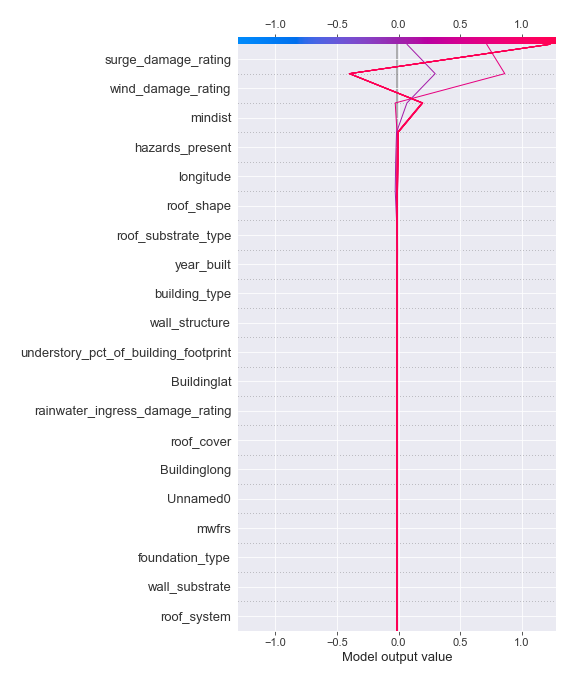 −1.0 −0.5 0.0 0.5 1.0
surge_damage_rating
wind_damage_rating
mindist
hazards_present
longitude
roof_shape
roof_substrate_type
year_built
building_type
wall_structure
understory_pct_of_building_footprint
Buildinglat
rainwater_ingress_damage_rating
roof_cover
Buildinglong
Unnamed0
mwfrs
foundation_type
wall_substrate
roof_system
−1.0 −0.5 0.0 0.5 1.0
Model output value